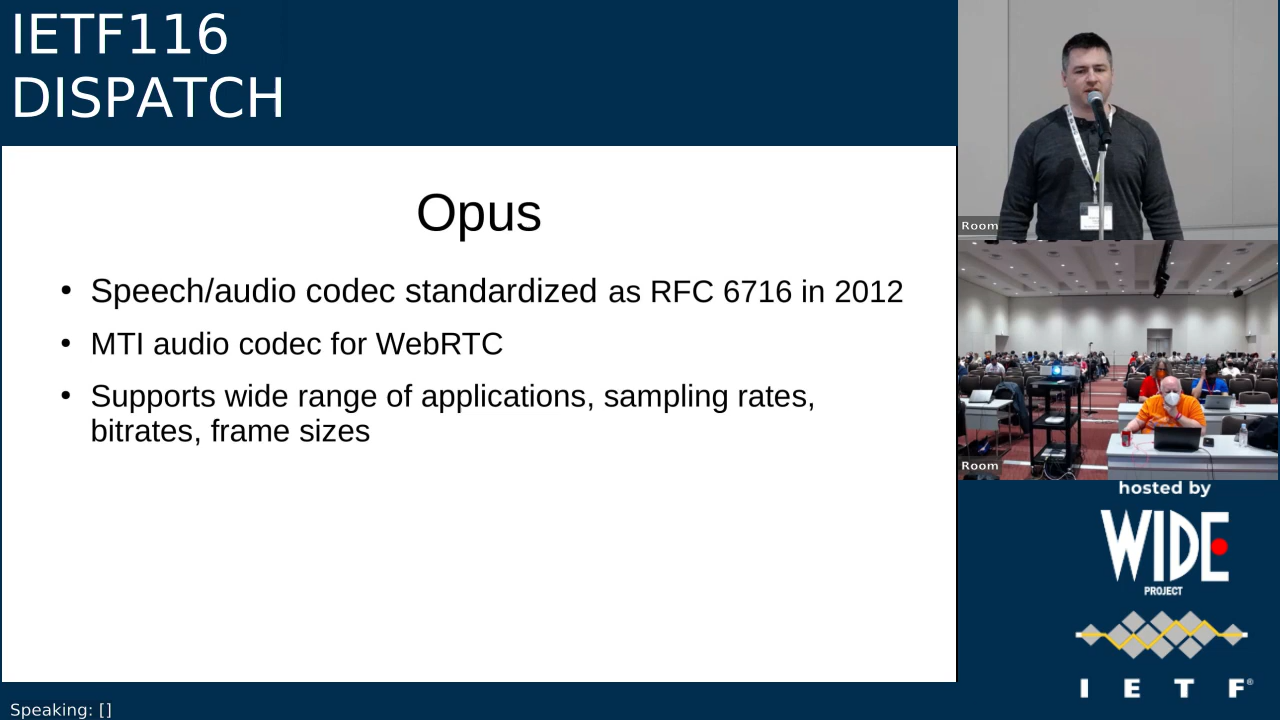 IETF116
DISPATCH
Opus
• Speech/audio codec standardized as RFC 6716 in 2012
• MTI audio codec for WebRTC
• Supports wide range of applications, sampling rates,
bitrates, frame sizes
Room
Room
hosted by
WIDE
PROJECT
I E T F®
Speaking: []